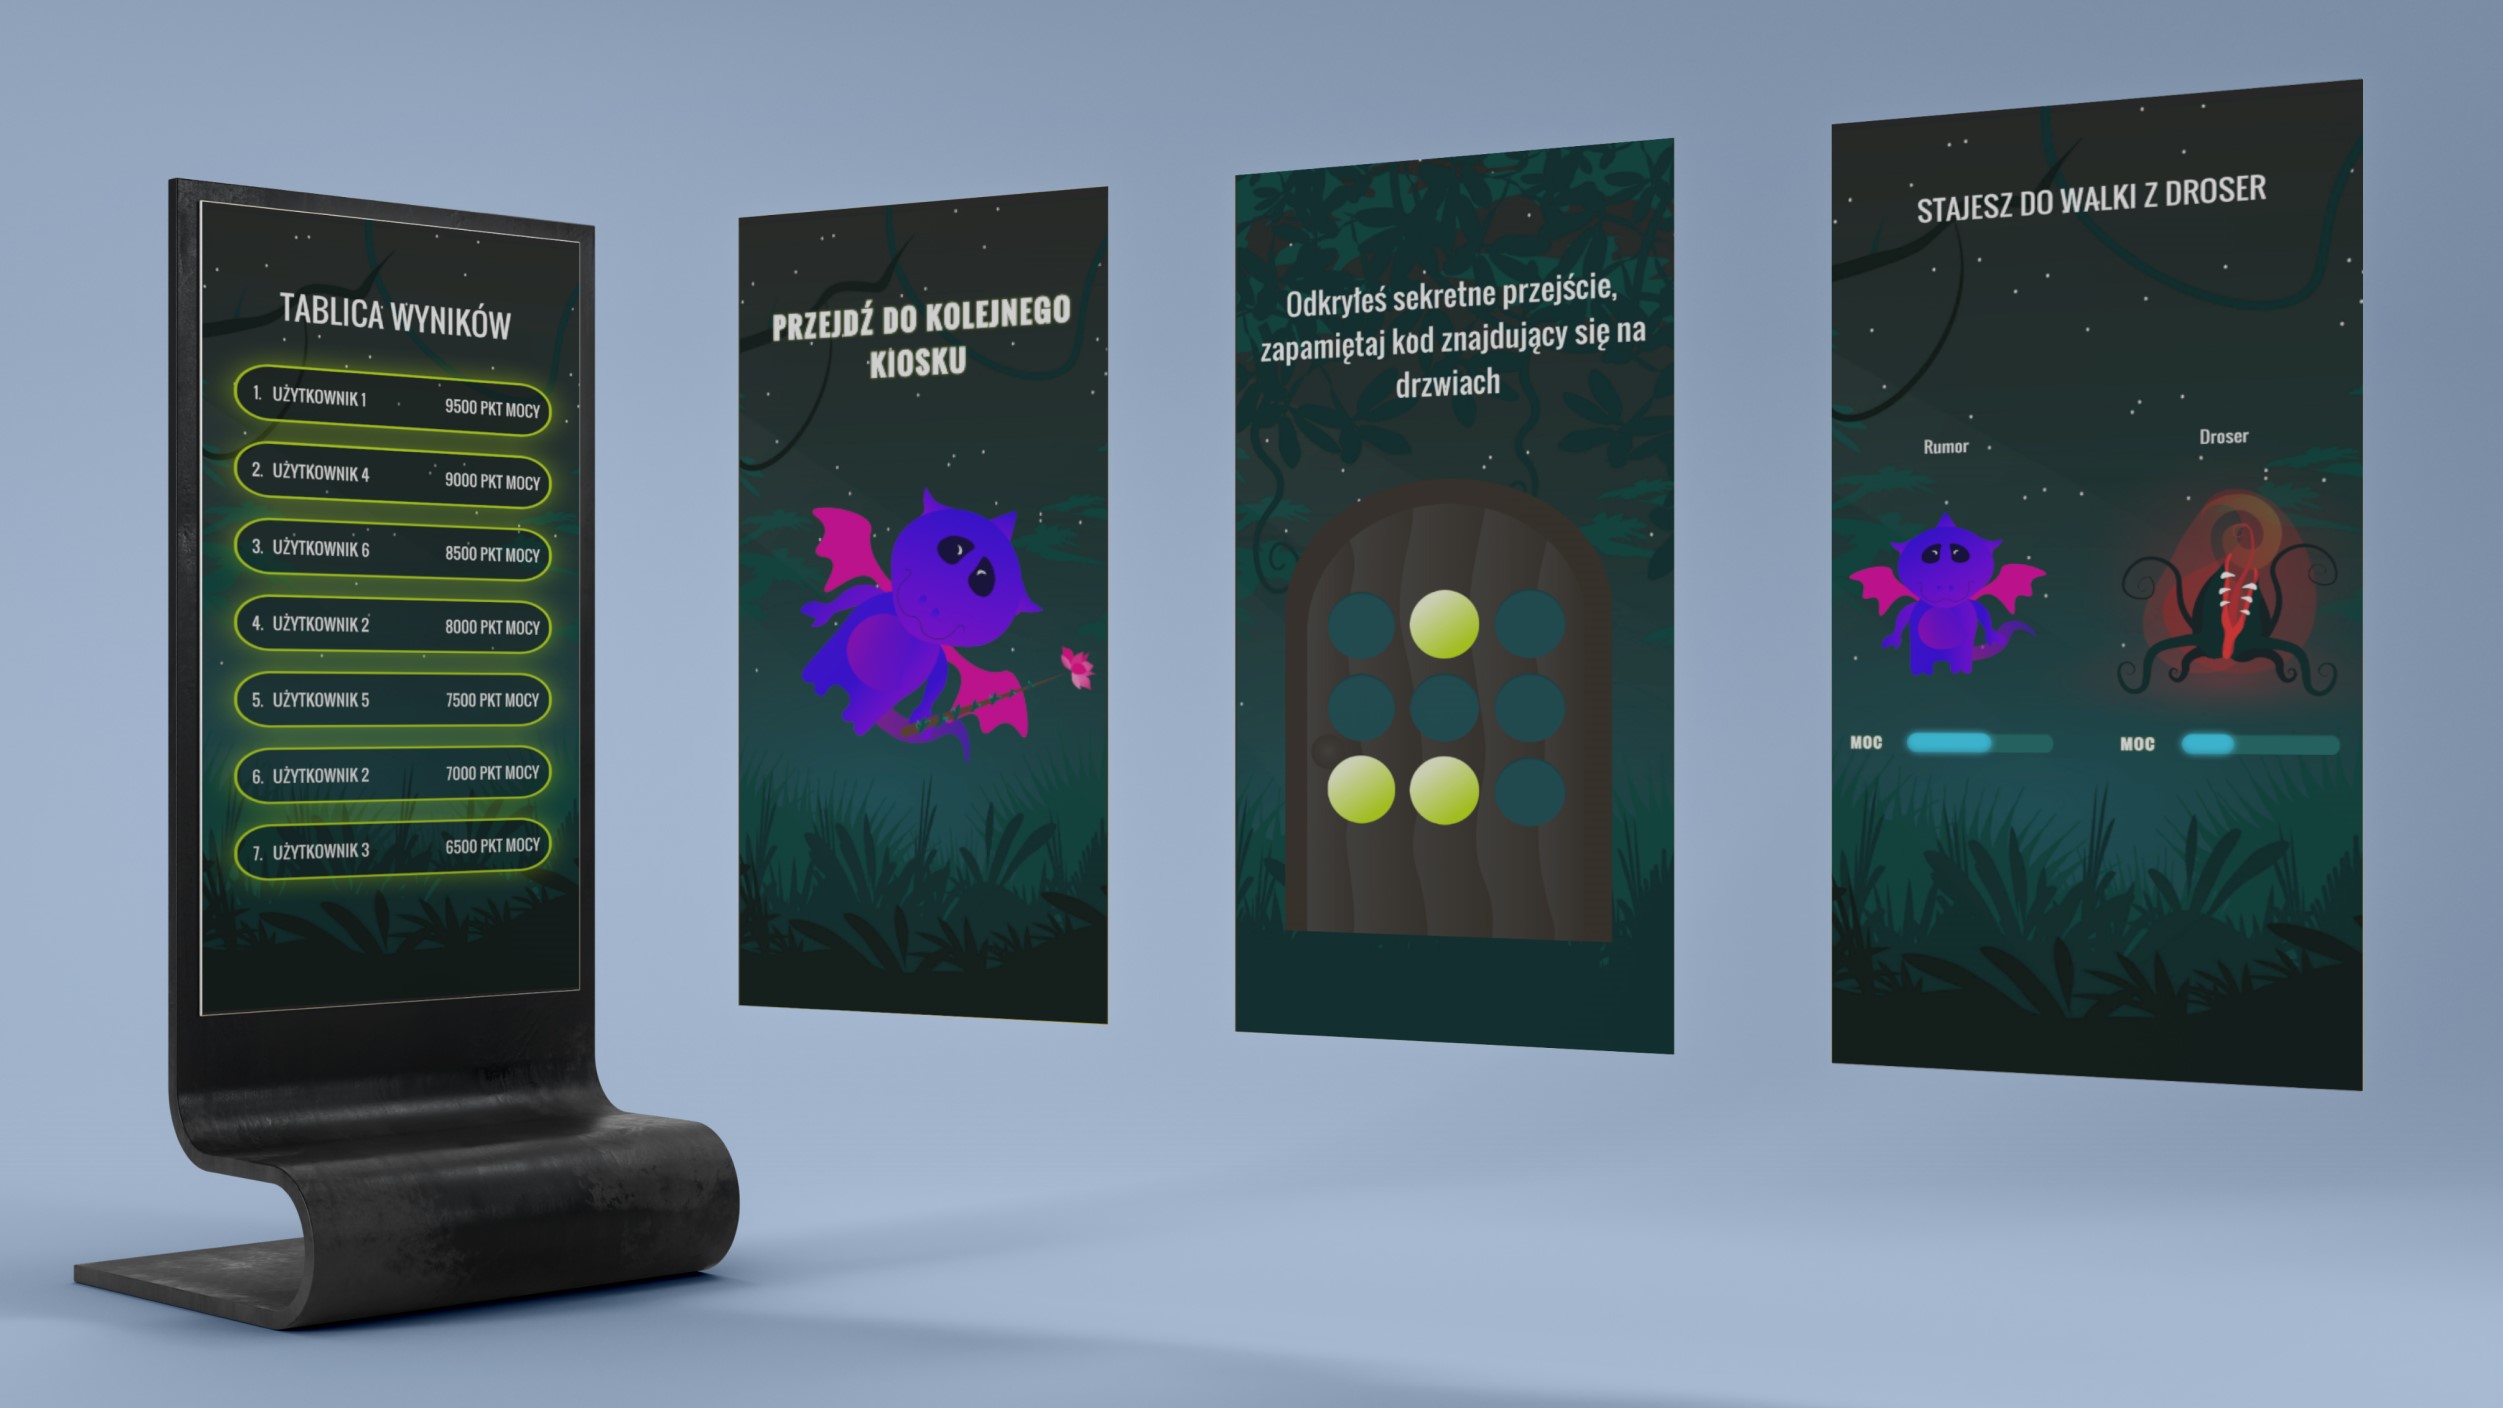 TABLICA WYNIKÓW
1. UŻYTKOWNIK 1 9500 PKT MOCY
2. UŻYTKOWNIK 4 9000 PKT MOCY
3. UŻYTKOWNIK 6 8500 PKT MOCY
4. UŻYTKOWNIK 2 8000 PKT MOCY
5. UŻYTKOWNIK 5 7500 PKT MOCY
6. UŻYTKOWNIK 2 7000 PKT MOCY
7. UŻYTKOWNIK 3 6500 PKT MOCY
PRZEJDŹ DO KOLEJNEGO
KIOSKU
Odkryłeś sekretne przejście,
zapamiętaj kod znajdujący się na
drzwiach
STAJESZ DO WALKI Z DROSER
Rumor
Droser
MOC
MOC